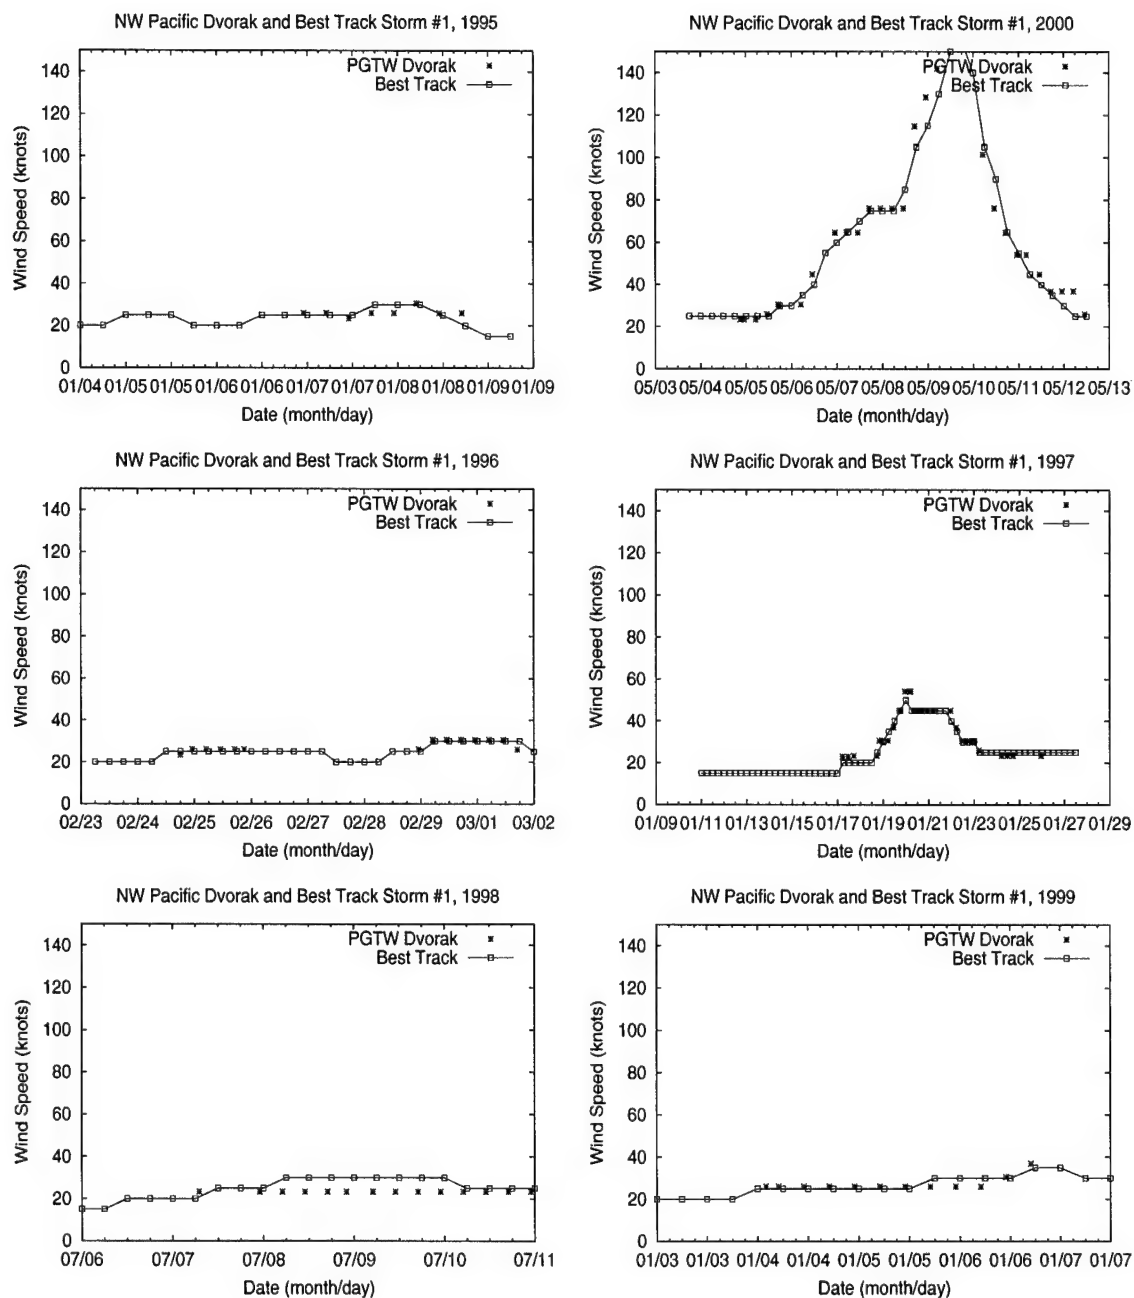 NW Pacific Dvorak and Best Track Storm #1, 1995
PGTW Dvorak
Best Track
140
120
100
80
60
40
20
0
Wind Speed (knots)
01/04 01/05 01/05 01/06 01/06 01/07 01/07 01/08 01/09 01/09
Date (month/day)
NW Pacific Dvorak and Best Track Storm #1, 2000
PGTW Dvorak
Best Track
140
120
100
80
60
40
20
0
Wind Speed (knots)
05/03 05/04 05/05 05/06 05/07 05/08 05/09 05/10 05/11 05/12 05/13
Date (month/day)
NW Pacific Dvorak and Best Track Storm #1, 1996
PGTW Dvorak
Best Track
140
120
100
80
60
40
20
0
Wind Speed (knots)
02/23 02/24 02/25 02/26 02/27 02/28 02/29 03/01 03/02
Date (month/day)
NW Pacific Dvorak and Best Track Storm #1, 1997
PGTW Dvorak
Best Track
140
120
100
80
60
40
20
0
Wind Speed (knots)
01/09 01/11 01/13 01/15 01/17 01/19 01/21 01/23 01/25 01/27 01/29
Date (month/day)
NW Pacific Dvorak and Best Track Storm #1, 1998
PGTW Dvorak
Best Track
140
120
100
80
60
40
20
0
Wind Speed (knots)
07/06 07/07 07/08 07/09 07/10 07/11
Date (month/day)
NW Pacific Dvorak and Best Track Storm #1, 1999
PGTW Dvorak
Best Track
140
120
100
80
60
40
20
0
Wind Speed (knots)
01/03 01/03 01/04 01/04 01/05 01/05 01/06 01/06 01/07 01/07
Date (month/day)